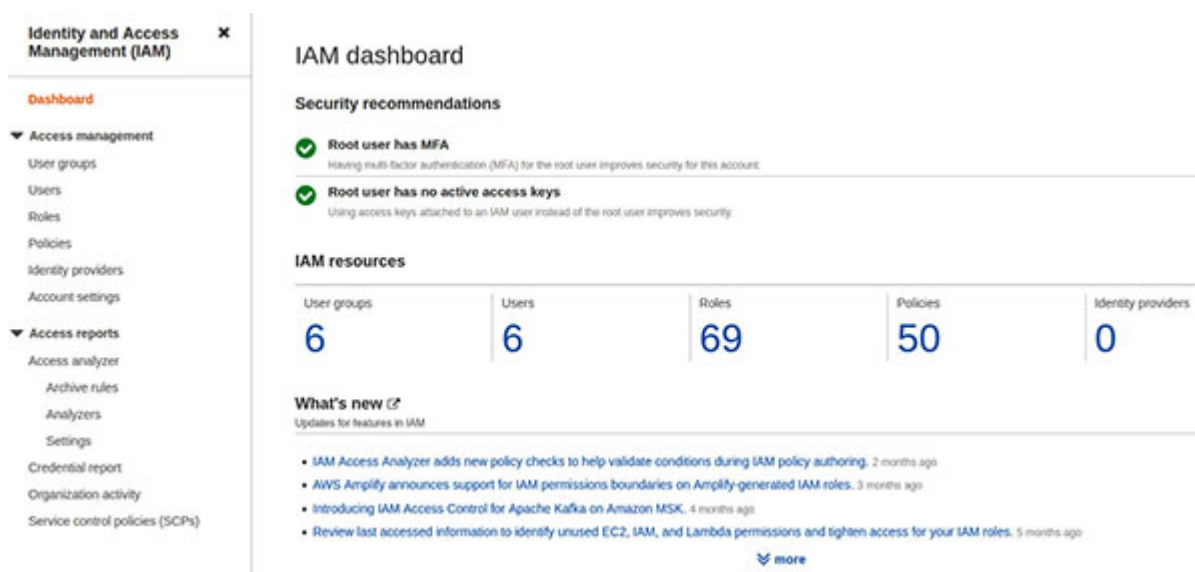 Identity and Access
Management (IAM)
Dashboard
Access management
User groups
Users
Roles
Policies
Identity providers
Account settings
Access reports
Access analyzer
Archive rules
Analyzers
Settings
Credential report
Organization activity
Service control policies (SCPs)
IAM dashboard
Security recommendations
Root user has MFA
Having multi-factor authentication (MFA) for the root user improves security for this account.
Root user has no active access keys
Using access keys attached to an IAM user instead of the root user improves security.
IAM resources
User groups Users Roles Policies Identity providers
6 6 69 50 0
What's new
Updates for features in IAM
• IAM Access Analyzer adds new policy checks to help validate conditions during IAM policy authoring. 2 months ago
• AWS Amplify announces support for IAM permissions boundaries on Amplify-generated IAM roles. 3 months ago
• Introducing IAM Access Control for Apache Kafka on Amazon MSK. 4 months ago
• Review last accessed information to identify unused EC2, IAM, and Lambda permissions and tighten access for your IAM roles. 5 months ago
more